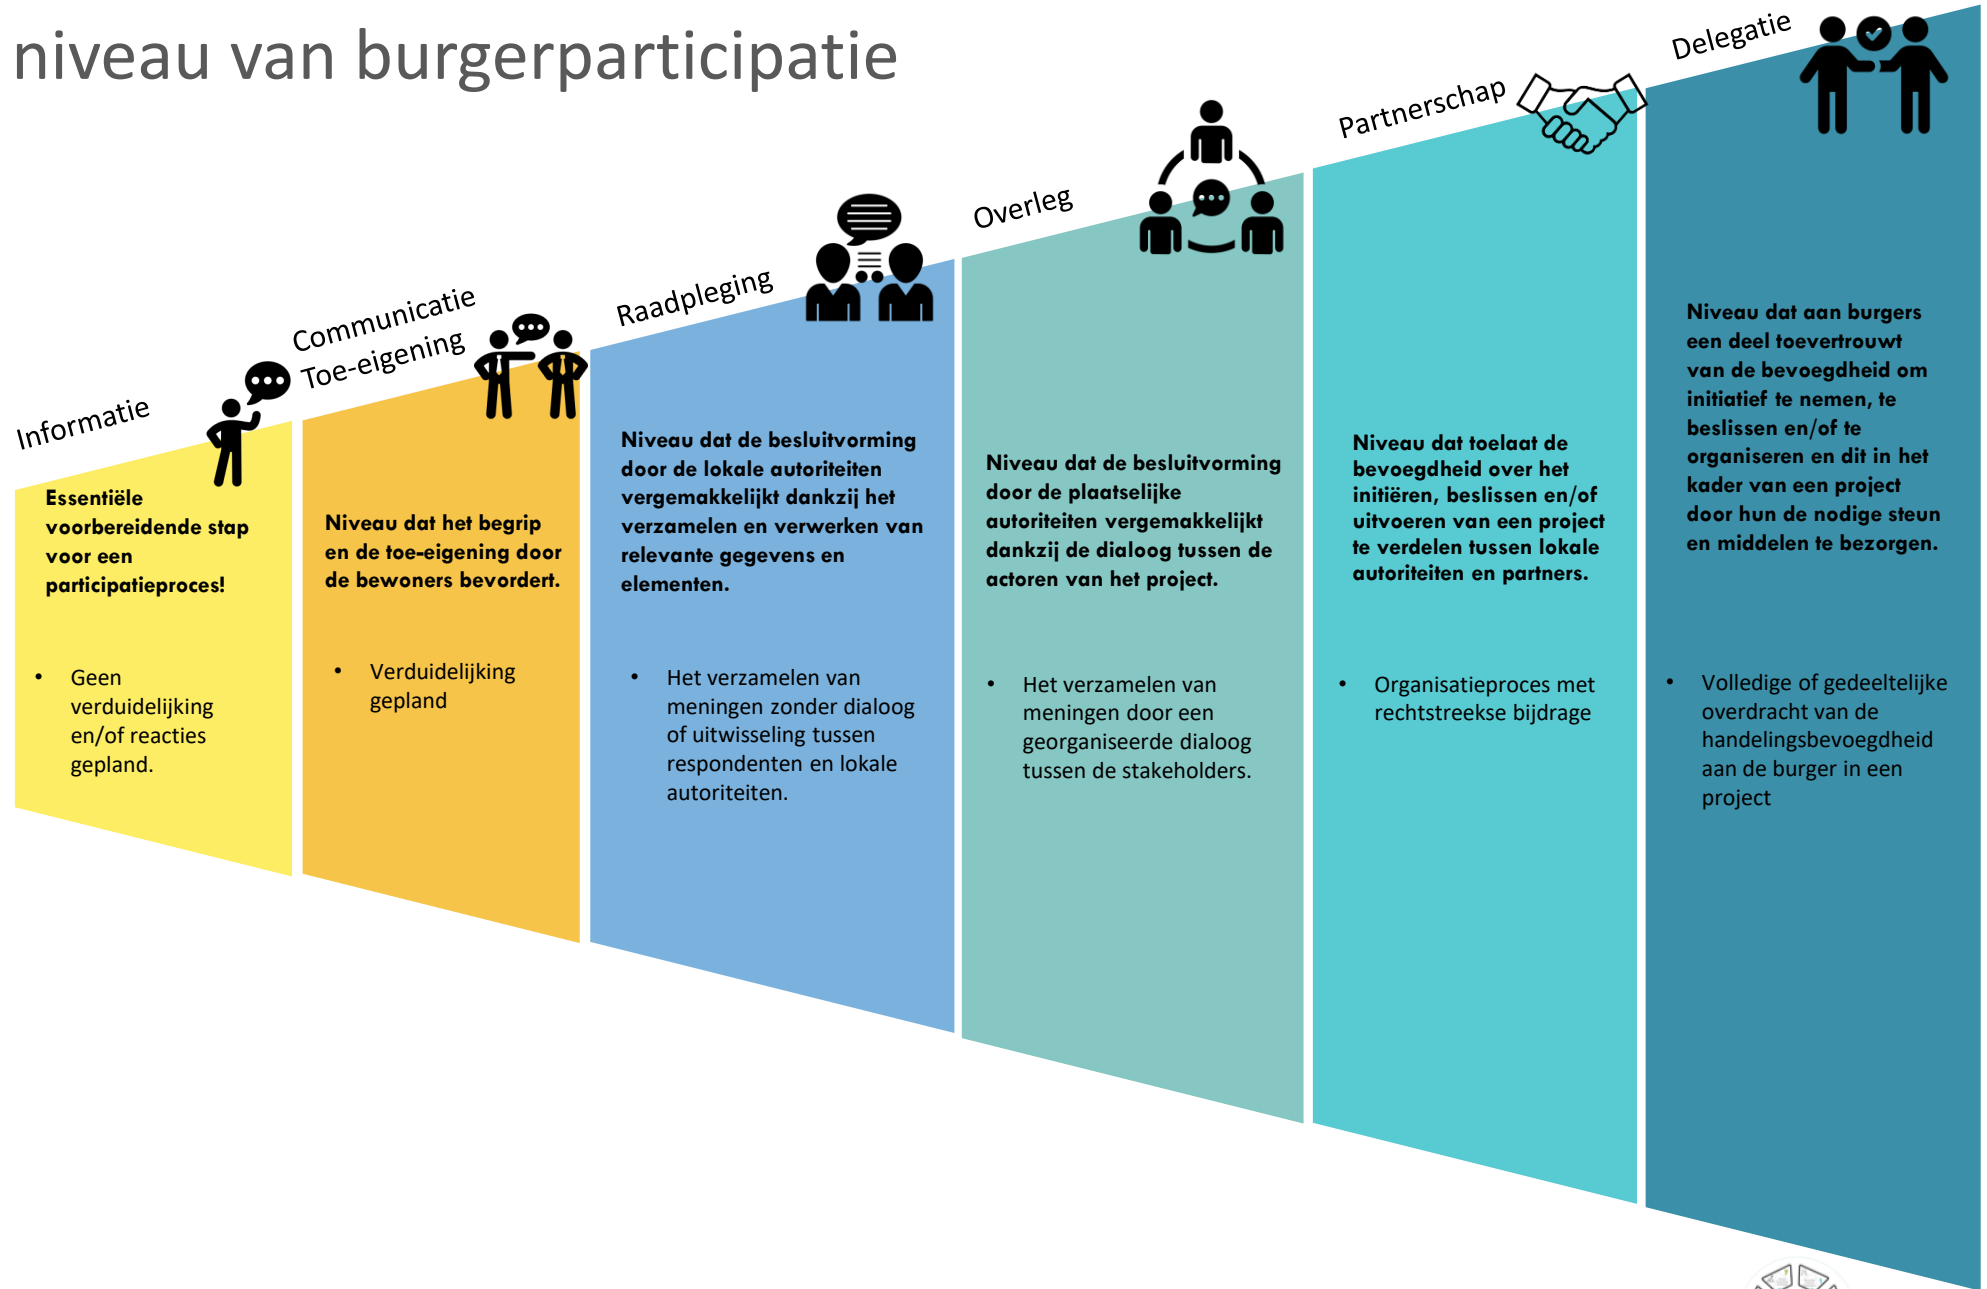 niveau van burgerparticipatie
Informatie
Essentiële
voorbereidende stap
voor een
participatieproces!
• Geen
verduidelijking
en/of reacties
gepland.
Communicatie
Toe-eigening
Niveau dat het begrip
en de toe-eigening door
de bewoners bevordert.
• Verduidelijking
gepland
Raadpleging
Niveau dat de besluitvorming
door de lokale autoriteiten
vergemakkelijkt dankzij het
verzamelen en verwerken van
relevante gegevens en
elementen.
• Het verzamelen van
meningen zonder dialoog
of uitwisseling tussen
respondenten en lokale
autoriteiten.
Overleg
Niveau dat de besluitvorming
door de plaatselijke
autoriteiten vergemakkelijkt
dankzij de dialoog tussen de
actoren van het project.
• Het verzamelen van
meningen door een
georganiseerde dialoog
tussen de stakeholders.
Partnerschap
Niveau dat toelaat de
bevoegdheid over het
initiëren, beslissen en/of
uitvoeren van een project
te verdelen tussen lokale
autoriteiten en partners.
• Organisatieproces met
rechtstreekse bijdrage
Delegatie
Niveau dat aan burgers
een deel toevertrouwt
van de bevoegdheid om
initiatief te nemen, te
beslissen en/of te
organiseren en dit in het
kader van een project
door hun de nodige steun
en middelen te bezorgen.
• Volledige of gedeeltelijke
overdracht van de
handelingsbevoegdheid
aan de burger in een
project